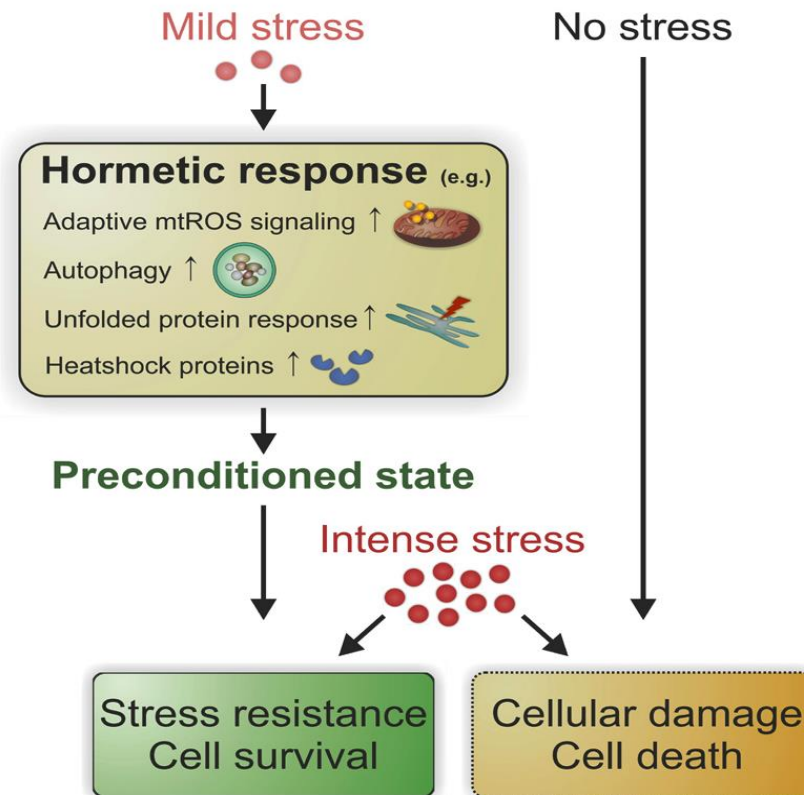 Mild stress
No stress
Hormetic response (e.g.)
Adaptive mtROS signaling ↑
Autophagy ↑
Unfolded protein response ↑
Heatshock proteins ↑
Preconditioned state
Intense stress
Stress resistance
Cell survival
Cellular damage
Cell death